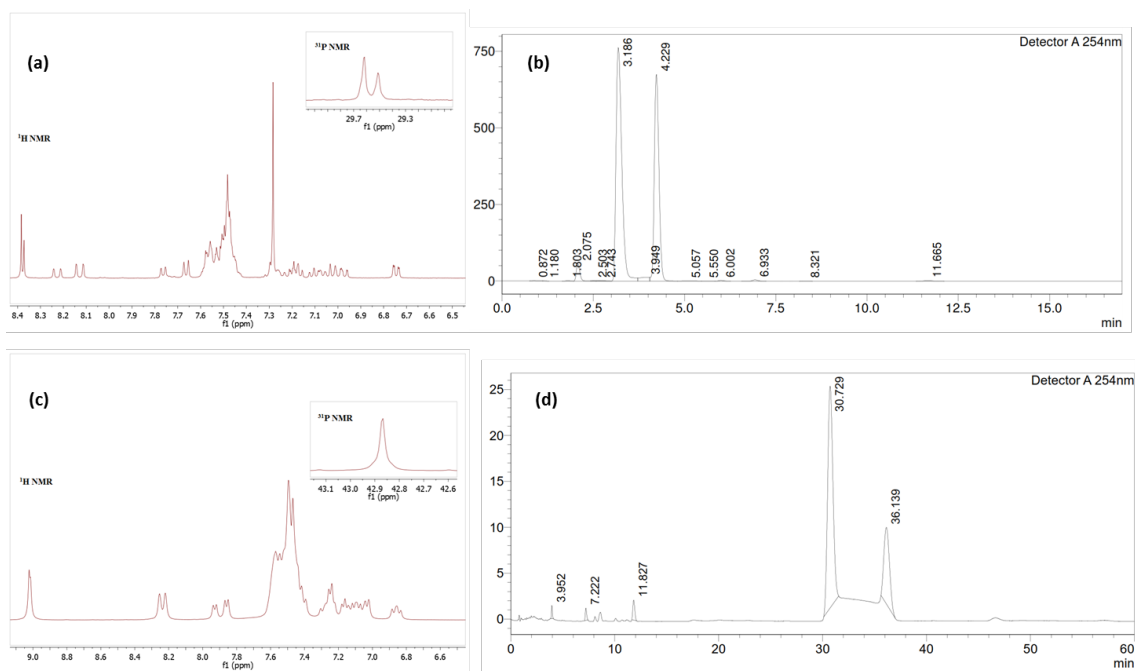 (a)
¹H NMR
³¹P NMR
29.7 29.3
f1 (ppm)
8.4 8.3 8.2 8.1 8.0 7.9 7.8 7.7 7.6 7.5 7.4 7.3 7.2 7.1 7.0 6.9 6.8 6.7 6.6 6.5
f1 (ppm)
(b)
Detector A 254nm
750
500
250
0
0.872
1.180
1.803
2.075
2.503
2.743
3.186
3.949
4.229
5.057
5.550
6.002
6.933
8.321
11.665
0.0 2.5 5.0 7.5 10.0 12.5 15.0
min
(c)
¹H NMR
³¹P NMR
43.1 43.0 42.9 42.8 42.7 42.6
f1 (ppm)
9.0 8.8 8.6 8.4 8.2 8.0 7.8 7.6 7.4 7.2 7.0 6.8 6.6
f1 (ppm)
(d)
Detector A 254nm
25
20
15
10
5
0
3.952
7.222
11.827
30.729
36.139
0 10 20 30 40 50 60
min